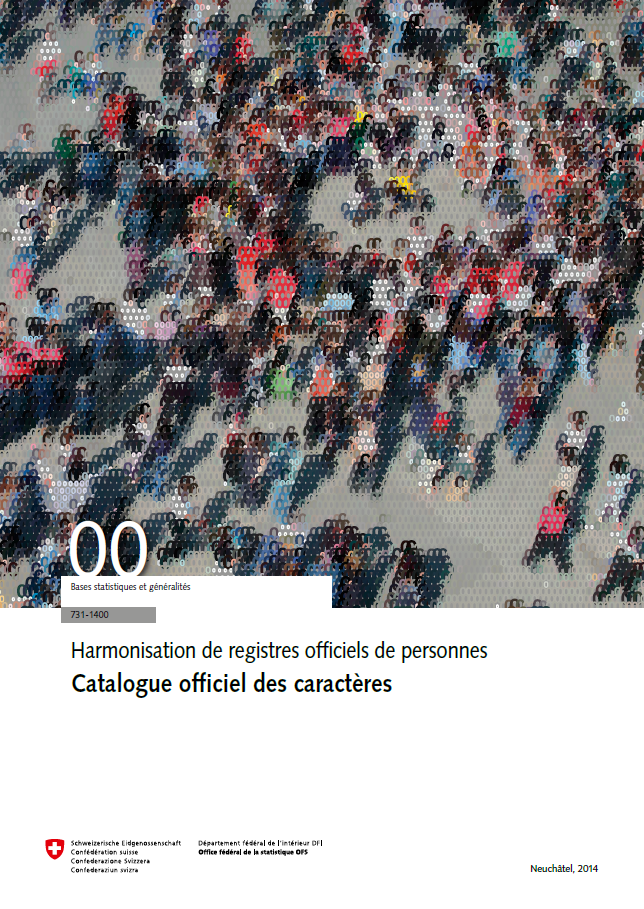 00
Bases statistiques et généralités
731-1400
Harmonisation de registres officiels de personnes
Catalogue officiel des caractères
Schweizerische Eidgenossenschaft
Confédération suisse
Confederazione Svizzera
Confederaziun svizra
Département fédéral de l'intérieur DFI
Office fédéral de la statistique OFS
Neuchâtel, 2014